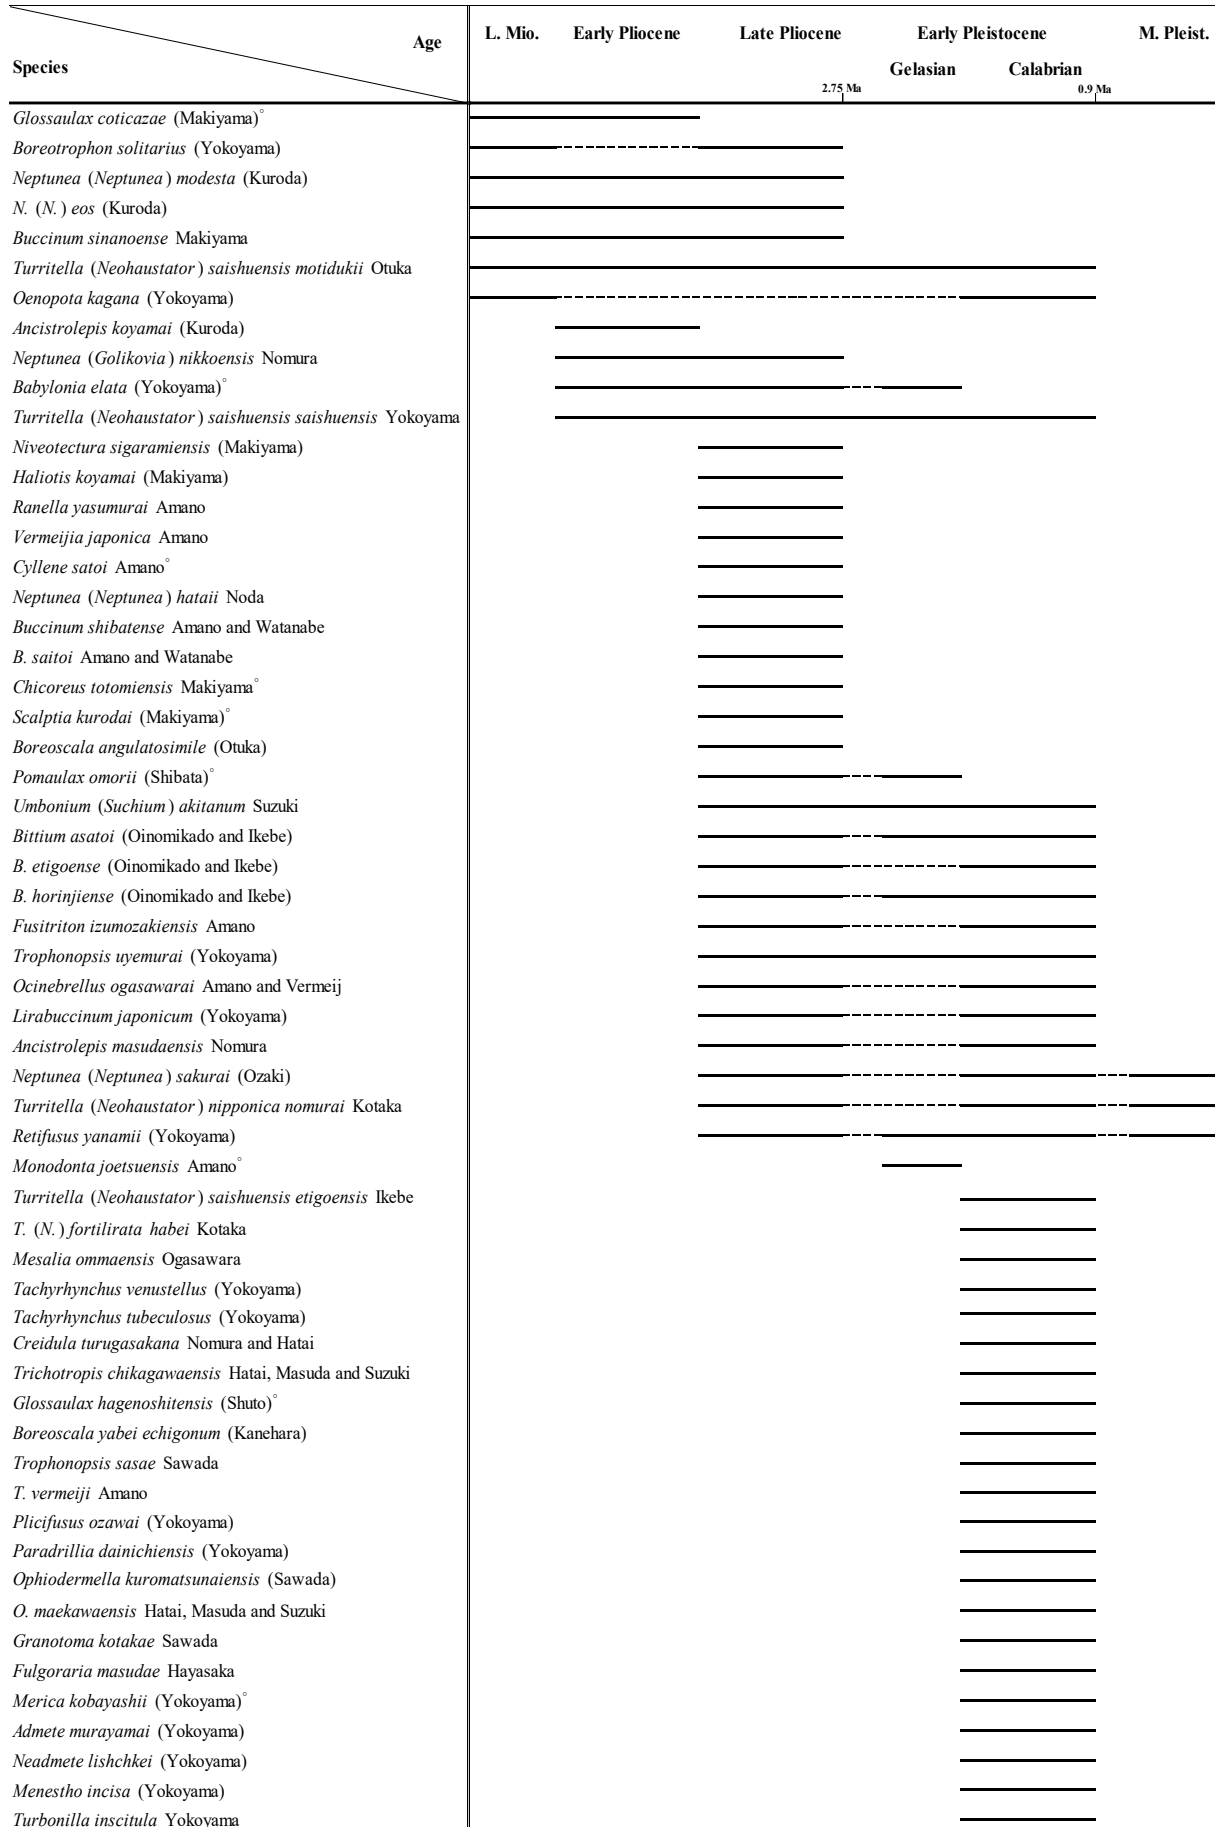 Age
Species
L. Mio. Early Pliocene Late Pliocene Early Pleistocene M. Pleist.
Gelasian Calabrian
2.75 Ma 0.9 Ma
Glossaulax coticazae (Makiyama)°
Boreotrophon solitarius (Yokoyama)
Neptunea (Neptunea) modesta (Kuroda)
N. (N.) eos (Kuroda)
Buccinum sinanoense Makiyama
Turritella (Neohaustator) saishuensis motidukii Otuka
Oenopota kagana (Yokoyama)
Ancistrolepis koyamai (Kuroda)
Neptunea (Golikovia) nikkoensis Nomura
Babylonia elata (Yokoyama)°
Turritella (Neohaustator) saishuensis saishuensis Yokoyama
Niveotectura sigaramiensis (Makiyama)
Haliotis koyamai (Makiyama)
Ranella yasumurai Amano
Vermeijia japonica Amano
Cyllene satoi Amano°
Neptunea (Neptunea) hataii Noda
Buccinum shibatense Amano and Watanabe
B. saitoi Amano and Watanabe
Chicoreus totomiensis Makiyama°
Scalptia kurodai (Makiyama)°
Boreoscala angulatosimile (Otuka)
Pomaulax omorii (Shibata)°
Umbonium (Suchium) akitanum Suzuki
Bittium asatoi (Oinomikado and Ikebe)
B. etigoense (Oinomikado and Ikebe)
B. horinjiense (Oinomikado and Ikebe)
Fusitriton izumozakiensis Amano
Trophonopsis uyemurai (Yokoyama)
Ocinebrellus ogasawarai Amano and Vermeij
Lirabuccinum japonicum (Yokoyama)
Ancistrolepis masudaensis Nomura
Neptunea (Neptunea) sakurai (Ozaki)
Turritella (Neohaustator) nipponica nomurai Kotaka
Retifusus yanamii (Yokoyama)
Monodonta joetsuensis Amano°
Turritella (Neohaustator) saishuensis etigoensis Ikebe
T. (N.) fortilirata habei Kotaka
Mesalia ommaensis Ogasawara
Tachyrhynchus venustellus (Yokoyama)
Tachyrhynchus tubeculosus (Yokoyama)
Creidula turugasakana Nomura and Hatai
Trichotropis chikagawaensis Hatai, Masuda and Suzuki
Glossaulax hagenoshitensis (Shuto)°
Boreoscala yabei echigonum (Kanehara)
Trophonopsis sasae Sawada
T. vermeiji Amano
Plicifusus ozawai (Yokoyama)
Paradrillia dainichiensis (Yokoyama)
Ophiodermella kuromatsunaiensis (Sawada)
O. maekawaensis Hatai, Masuda and Suzuki
Granotoma kotakae Sawada
Fulgoraria masudae Hayasaka
Merica kobayashii (Yokoyama)°
Admete murayamai (Yokoyama)
Neadmete lishchkei (Yokoyama)
Menestho incisa (Yokoyama)
Turbonilla inscitula Yokoyama